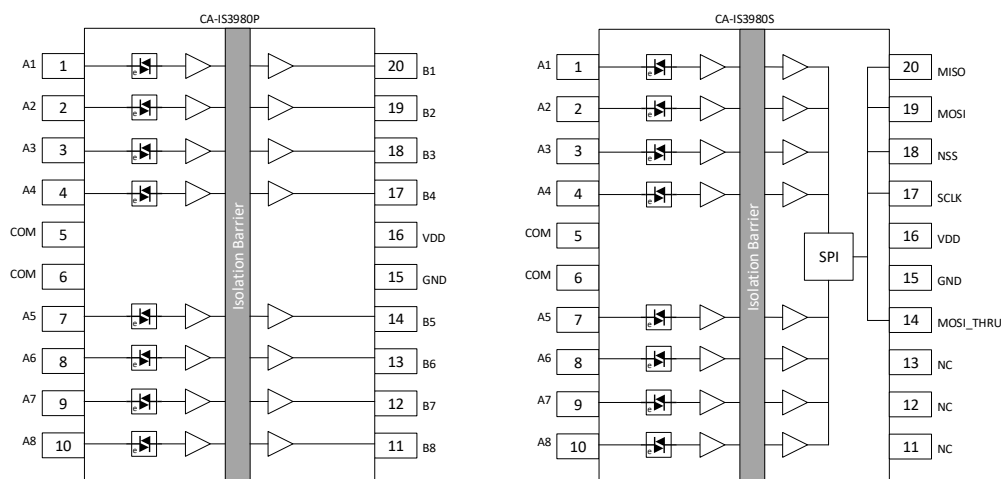 CA-IS3980P
A1 1 20 B1
A2 2 19 B2
A3 3 18 B3
A4 4 17 B4
COM 5 16 VDD
COM 6 15 GND
A5 7 14 B5
A6 8 13 B6
A7 9 12 B7
A8 10 11 B8
e
e
e
e
e
e
e
e
Isolation Barrier
CA-IS3980S
A1 1 20 MISO
A2 2 19 MOSI
A3 3 18 NSS
A4 4 17 SCLK
COM 5 16 VDD
SPI
COM 6 15 GND
A5 7 14 MOSI_THRU
A6 8 13 NC
A7 9 12 NC
A8 10 11 NC
e
e
e
e
e
e
e
e
Isolation Barrier